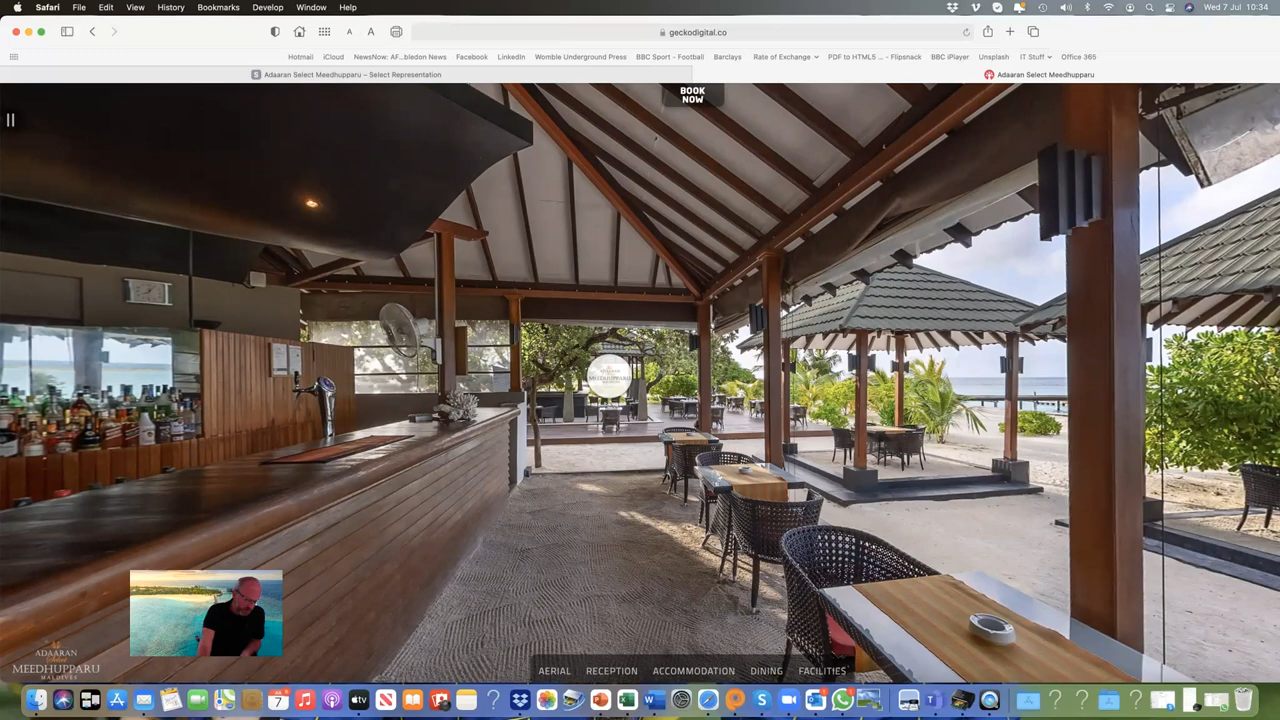 Safari File Edit View History Bookmarks Develop Window Help
Wed 7 Jul 10:34
A A
geckodigital.co
Hotmail iCloud NewsNow: AF...bledon News Facebook LinkedIn Womble Underground Press BBC Sport - Football Barclays Rate of Exchange PDF to HTML5 ... - Flipsnack BBC iPlayer Unsplash IT Stuff Office 365
S Adaaran Select Meedhupparu – Select Representation
Adaaran Select Meedhupparu
BOOK
NOW
ADAARAN
MEEDHUPPARU
ADAARAN
Select
MEEDHUPPARU
MALDIVES
AERIAL RECEPTION ACCOMMODATION DINING FACILITIES